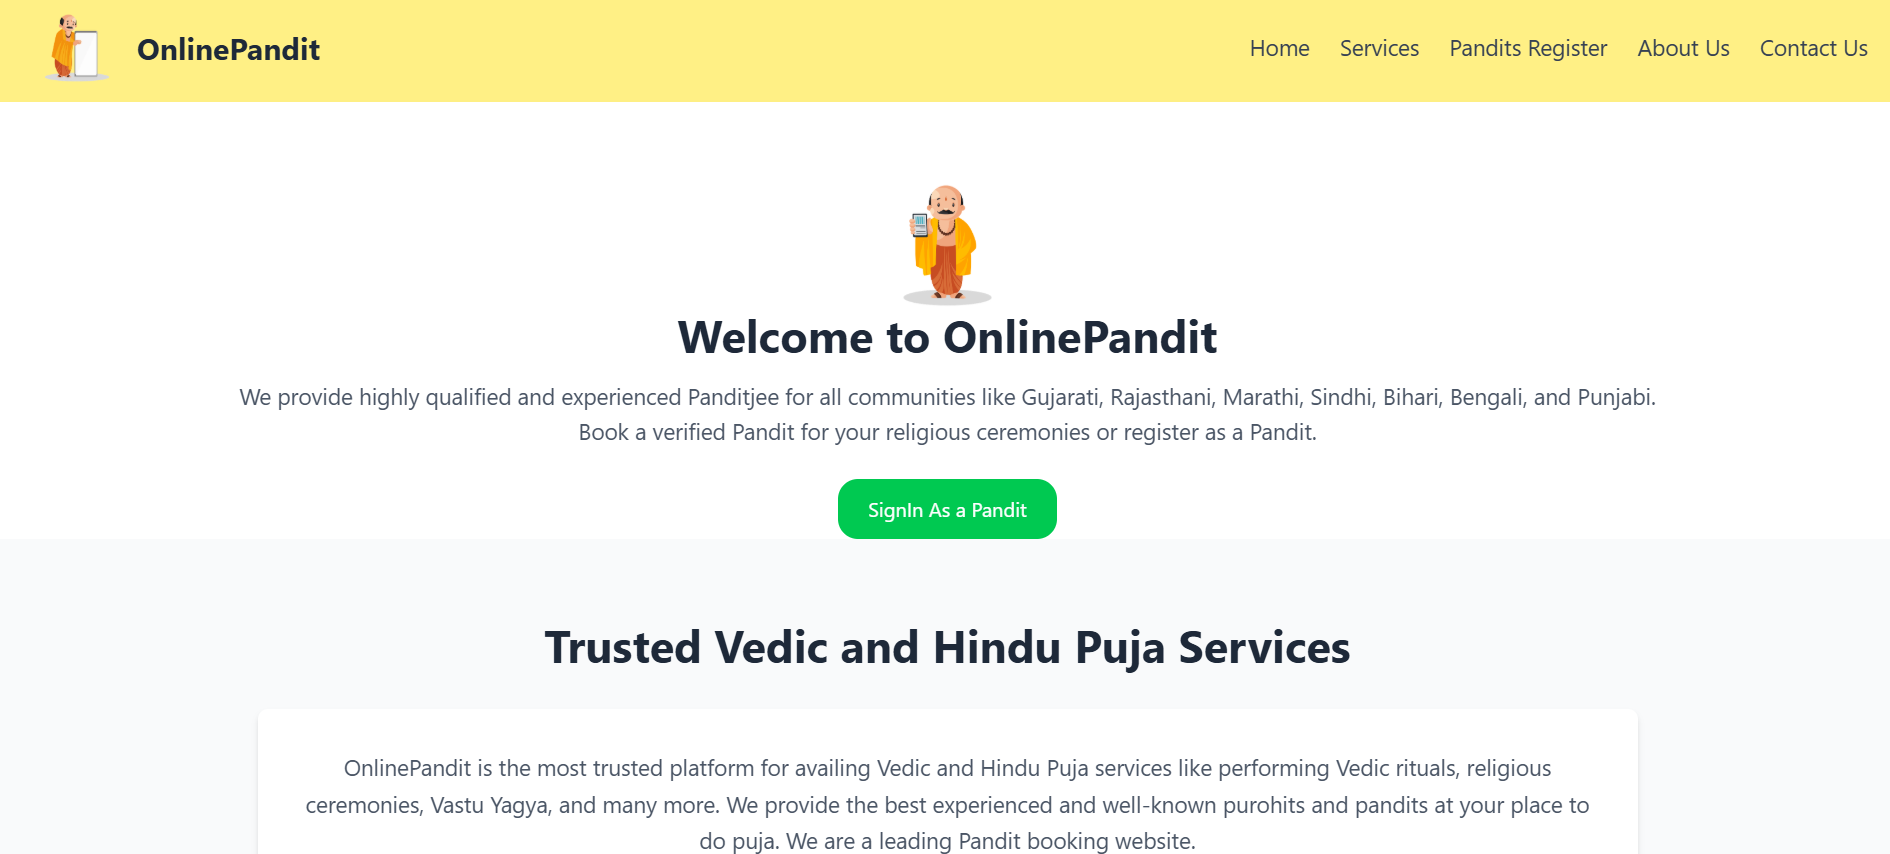 OnlinePandit
Home Services Pandits Register About Us Contact Us
Welcome to OnlinePandit
We provide highly qualified and experienced Panditjee for all communities like Gujarati, Rajasthani, Marathi, Sindhi, Bihari, Bengali, and Punjabi.
Book a verified Pandit for your religious ceremonies or register as a Pandit.
SignIn As a Pandit
Trusted Vedic and Hindu Puja Services
OnlinePandit is the most trusted platform for availing Vedic and Hindu Puja services like performing Vedic rituals, religious
ceremonies, Vastu Yagya, and many more. We provide the best experienced and well-known purohits and pandits at your place to
do puja. We are a leading Pandit booking website.